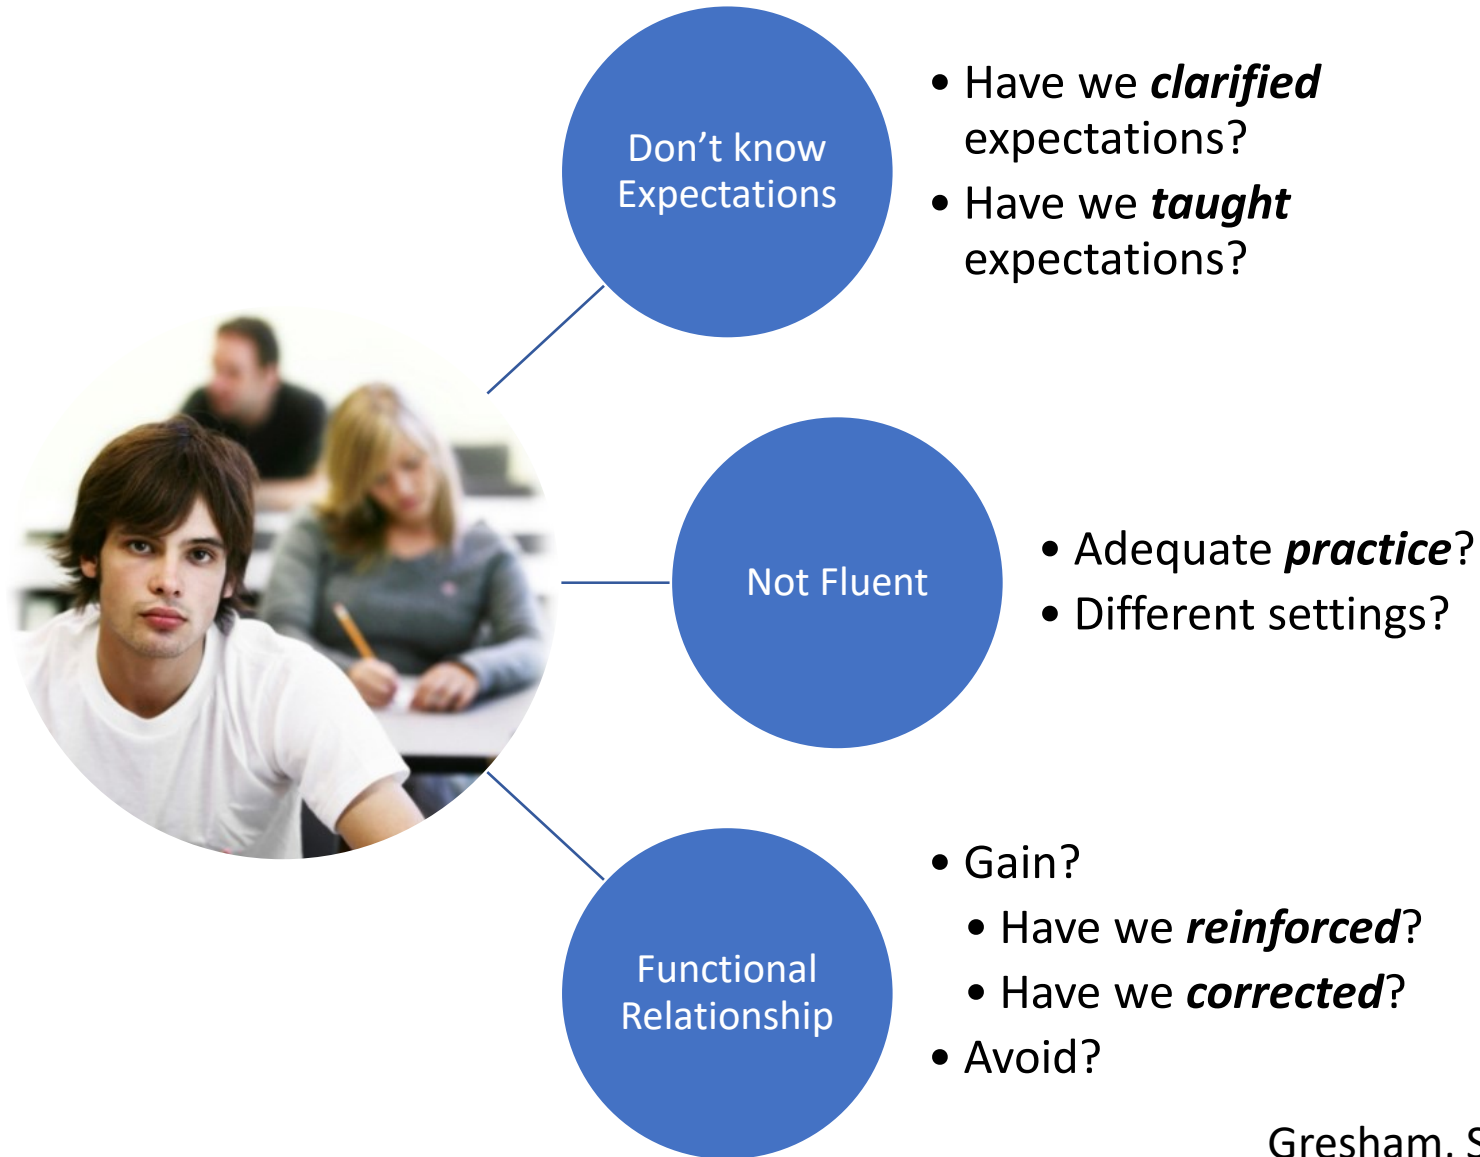 Don’t know
Expectations
• Have we clarified
expectations?
• Have we taught
expectations?
Not Fluent
• Adequate practice?
• Different settings?
Functional
Relationship
• Gain?
• Have we reinforced?
• Have we corrected?
• Avoid?
Gresham, S